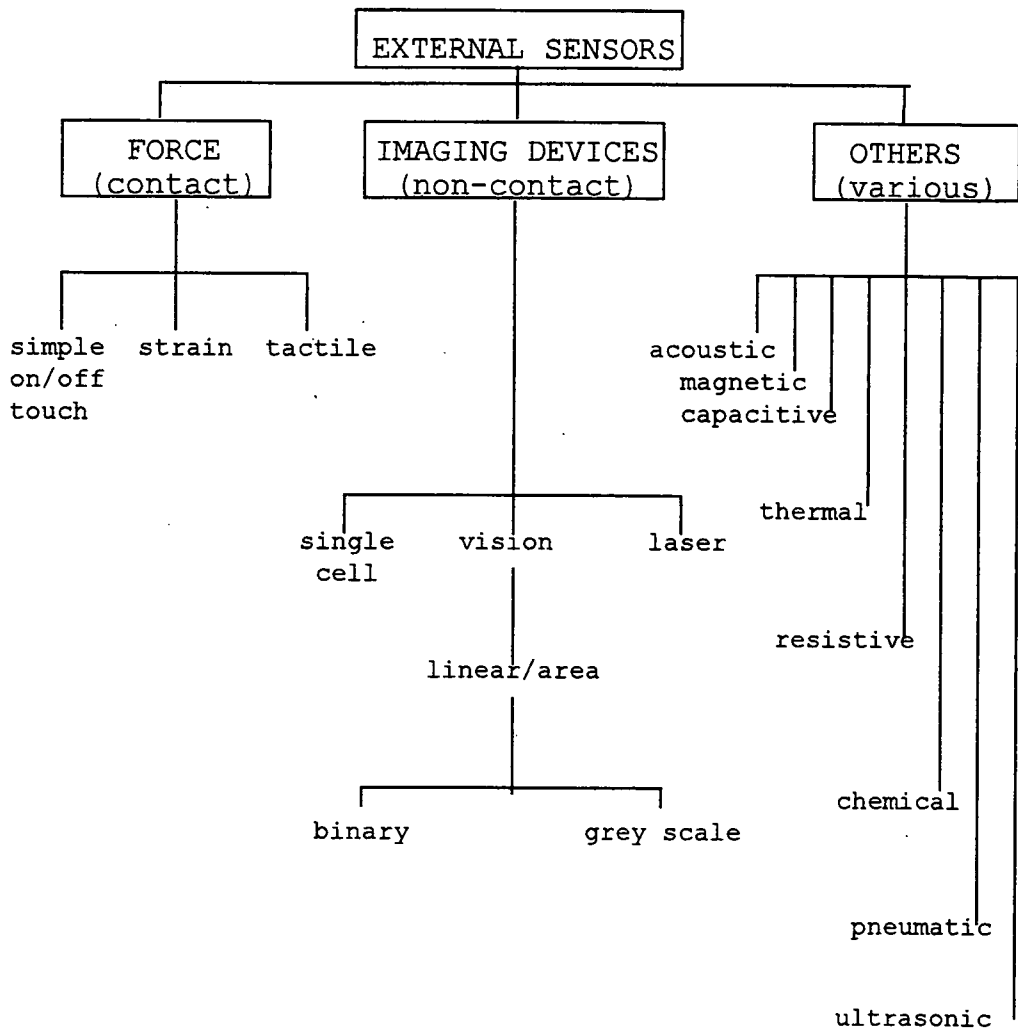 EXTERNAL SENSORS
FORCE
(contact)
IMAGING DEVICES
(non-contact)
OTHERS
(various)
simple
on/off
touch
strain
tactile
acoustic
magnetic
capacitive
thermal
single
cell
vision
laser
resistive
linear/area
chemical
binary
grey scale
pneumatic
ultrasonic